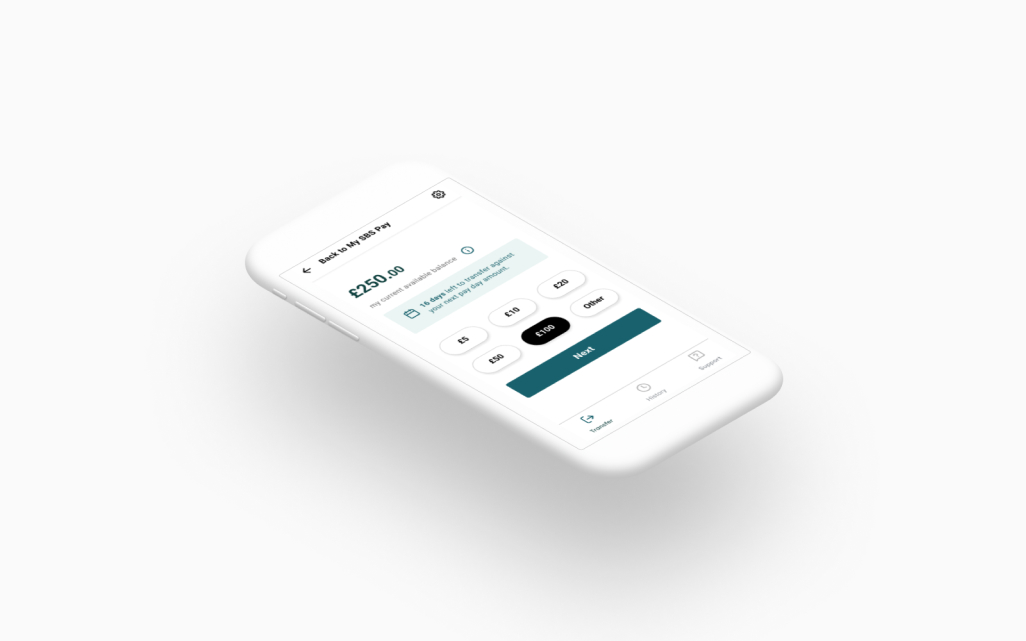 Back to My SBS Pay
£250.00
my current available balance
16 days left to transfer against
your next pay day amount.
£5
£10
£20
£50
£100
Other
Next
Transfer
History
Support